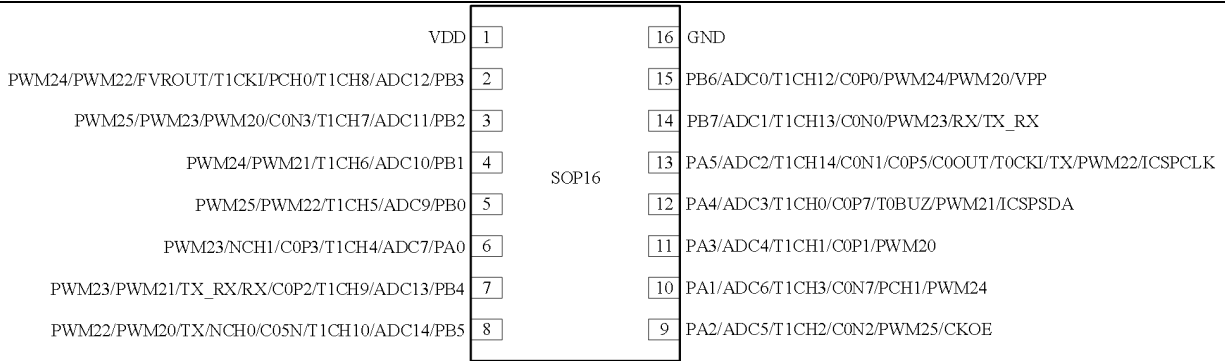 VDD 1 16 GND
PWM24/PWM22/FVROUT/T1CKI/PCH0/T1CH8/ADC12/PB3 2 15 PB6/ADC0/T1CH12/C0P0/PWM24/PWM20/VPP
PWM25/PWM23/PWM20/C0N3/T1CH7/ADC11/PB2 3 14 PB7/ADC1/T1CH13/C0N0/PWM23/RX/TX_RX
PWM24/PWM21/T1CH6/ADC10/PB1 4 13 PA5/ADC2/T1CH14/C0N1/C0P5/C0OUT/T0CKI/TX/PWM22/ICSPCLK
SOP16
PWM25/PWM22/T1CH5/ADC9/PB0 5 12 PA4/ADC3/T1CH0/C0P7/T0BUZ/PWM21/ICSPSDA
PWM23/NCH1/C0P3/T1CH4/ADC7/PA0 6 11 PA3/ADC4/T1CH1/C0P1/PWM20
PWM23/PWM21/TX_RX/RX/C0P2/T1CH9/ADC13/PB4 7 10 PA1/ADC6/T1CH3/C0N7/PCH1/PWM24
PWM22/PWM20/TX/NCH0/C05N/T1CH10/ADC14/PB5 8 9 PA2/ADC5/T1CH2/C0N2/PWM25/CKOE